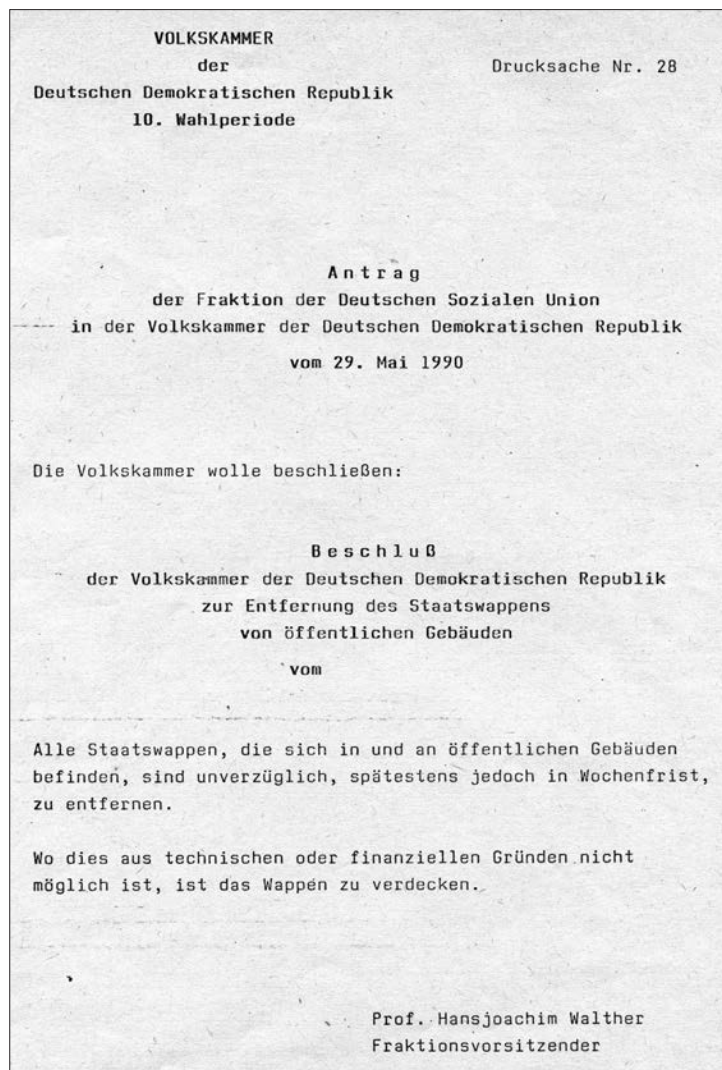 VOLKSKAMMER
der
Deutschen Demokratischen Republik
10. Wahlperiode
Drucksache Nr. 28
Antrag
der Fraktion der Deutschen Sozialen Union
in der Volkskammer der Deutschen Demokratischen Republik
vom 29. Mai 1990
Die Volkskammer wolle beschließen:
Beschluß
der Volkskammer der Deutschen Demokratischen Republik
zur Entfernung des Staatswappens
von öffentlichen Gebäuden
vom
Alle Staatswappen, die sich in und an öffentlichen Gebäuden
befinden, sind unverzüglich, spätestens jedoch in Wochenfrist,
zu entfernen.
Wo dies aus technischen oder finanziellen Gründen nicht
möglich ist, ist das Wappen zu verdecken.
Prof. Hansjoachim Walther
Fraktionsvorsitzender